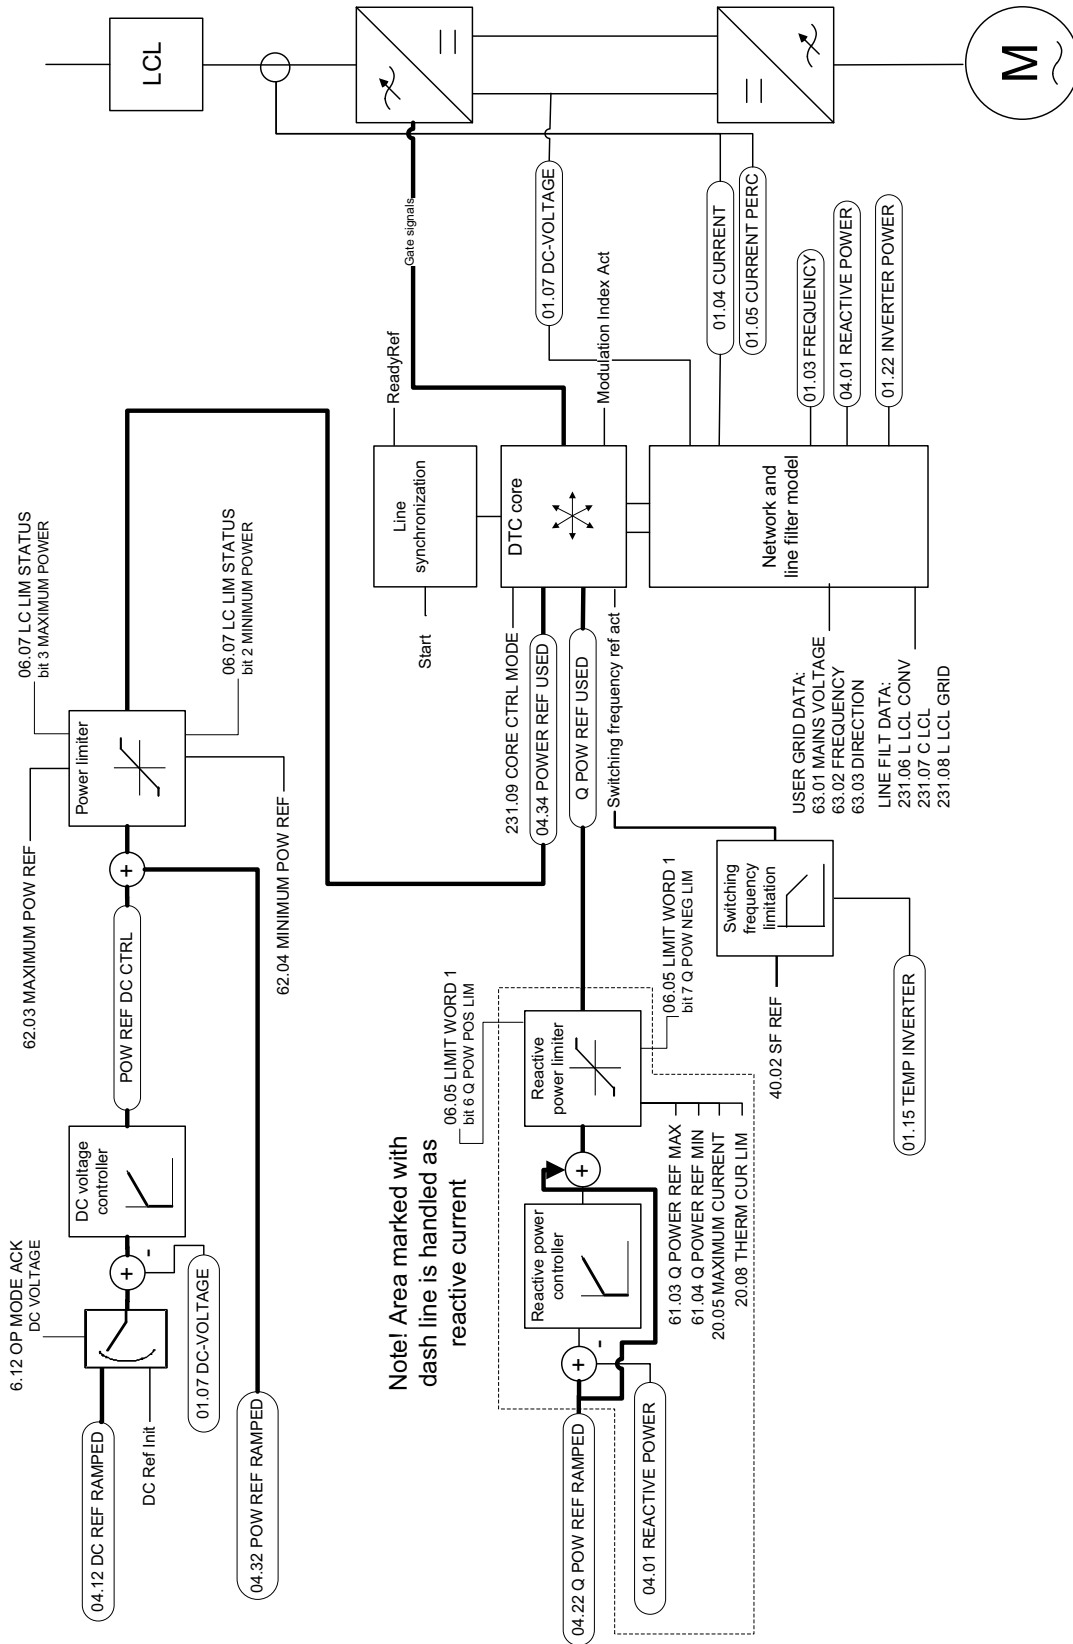 6.12 OP MODE ACK
DC VOLTAGE
04.12 DC REF RAMPED
DC Ref Init
01.07 DC-VOLTAGE
04.32 POW REF RAMPED
+
-
DC voltage
controller
POW REF DC CTRL
+
62.03 MAXIMUM POW REF
62.04 MINIMUM POW REF
Power limiter
06.07 LC LIM STATUS
bit 3 MAXIMUM POWER
06.07 LC LIM STATUS
bit 2 MINIMUM POWER
Note! Area marked with
dash line is handled as
reactive current
04.22 Q POW REF RAMPED
04.01 REACTIVE POWER
+
-
Reactive power
controller
+
Reactive
power limiter
06.05 LIMIT WORD 1
bit 6 Q POW POS LIM
06.05 LIMIT WORD 1
bit 7 Q POW NEG LIM
61.03 Q POWER REF MAX
61.04 Q POWER REF MIN
20.05 MAXIMUM CURRENT
20.08 THERM CUR LIM
40.02 SF REF
01.15 TEMP INVERTER
Switching
frequency
limitation
Start
Line
synchronization
ReadyRef
231.09 CORE CTRL MODE
04.34 POWER REF USED
Q POW REF USED
Switching frequency ref act
DTC core
Modulation Index Act
Gate signals
USER GRID DATA:
63.01 MAINS VOLTAGE
63.02 FREQUENCY
63.03 DIRECTION
LINE FILT DATA:
231.06 L LCL CONV
231.07 C LCL
231.08 L LCL GRID
Network and
line filter model
01.07 DC-VOLTAGE
01.04 CURRENT
01.05 CURRENT PERC
01.03 FREQUENCY
04.01 REACTIVE POWER
01.22 INVERTER POWER
LCL
M